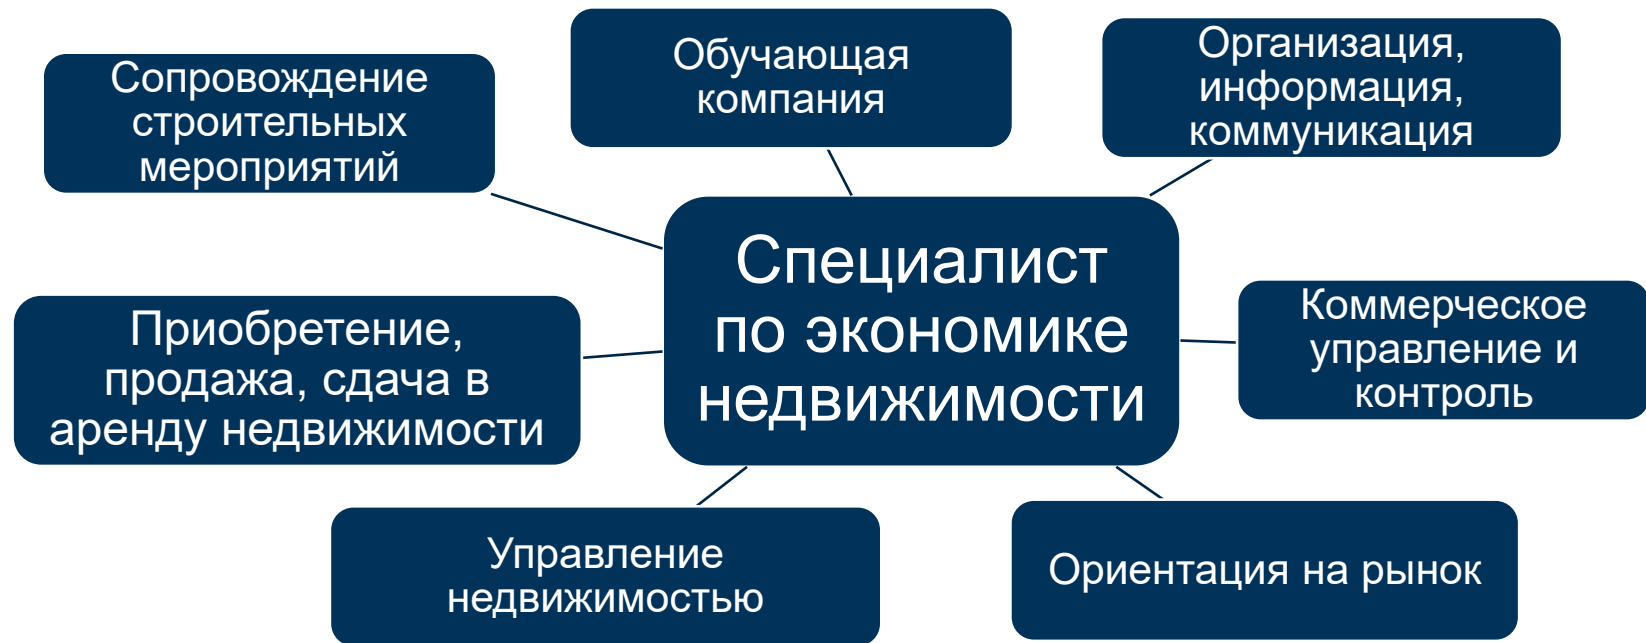 Обучающая
компания
Организация,
информация,
коммуникация
Сопровождение
строительных
мероприятий
Специалист
по экономике
недвижимости
Коммерческое
управление и
контроль
Приобретение,
продажа, сдача в
аренду недвижимости
Управление
недвижимостью
Ориентация на рынок